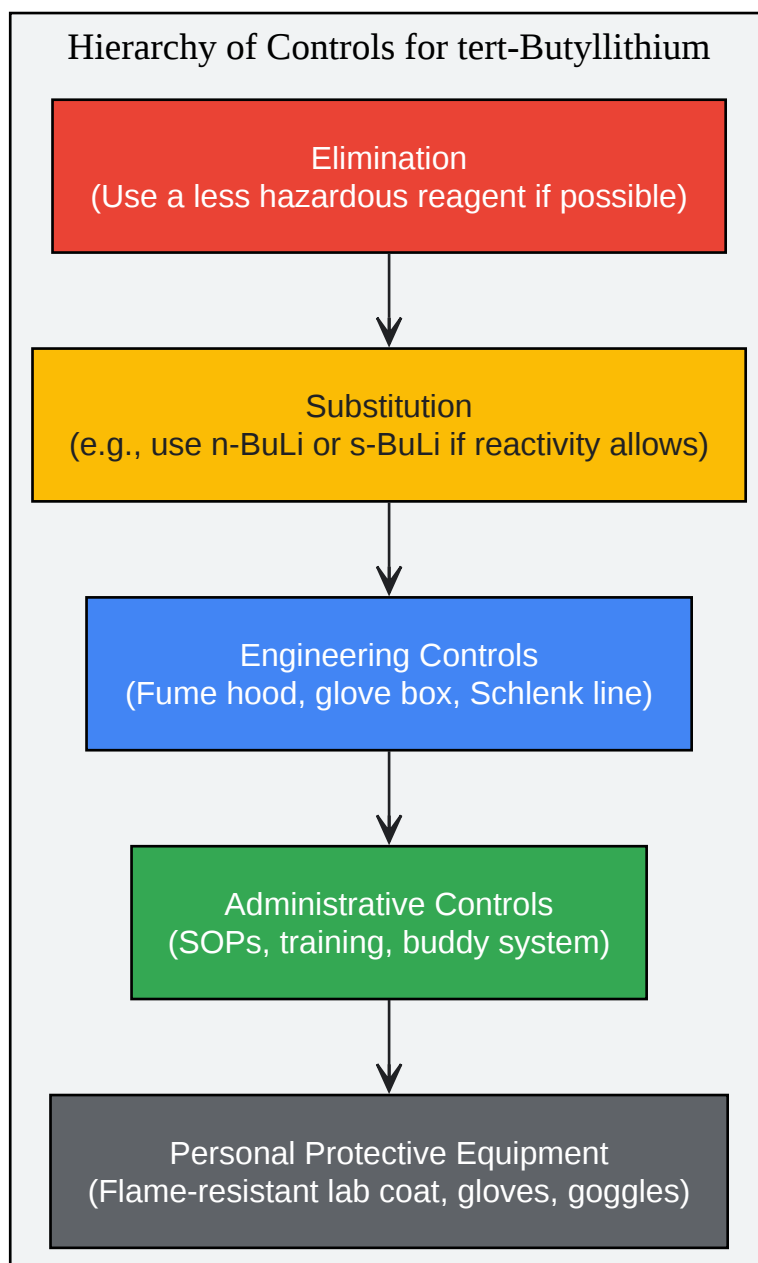 Hierarchy of Controls for tert-Butyllithium
Elimination
(Use a less hazardous reagent if possible)
Substitution
(e.g., use n-BuLi or s-BuLi if reactivity allows)
Engineering Controls
(Fume hood, glove box, Schlenk line)
Administrative Controls
(SOPs, training, buddy system)
Personal Protective Equipment
(Flame-resistant lab coat, gloves, goggles)